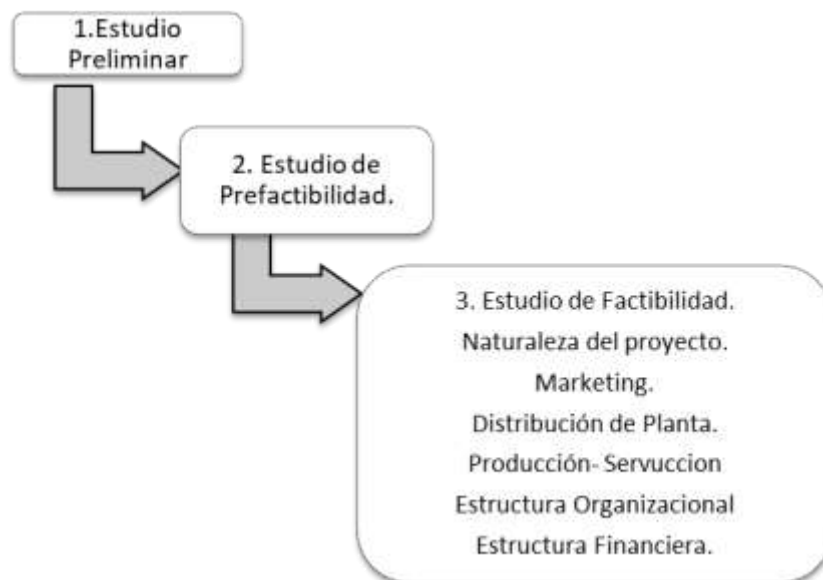 1.Estudio
Preliminar
2. Estudio de
Prefactibilidad.
3. Estudio de Factibilidad.
Naturaleza del proyecto.
Marketing.
Distribución de Planta.
Producción- Servuccion
Estructura Organizacional
Estructura Financiera.